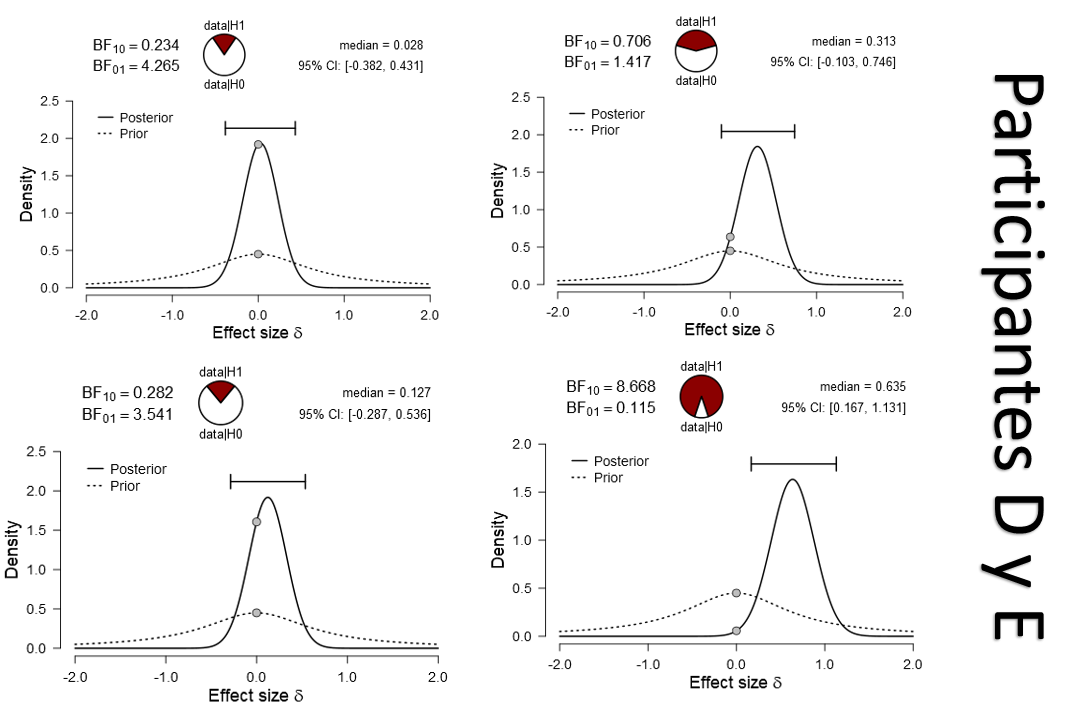 data|H1
BF10 = 0.234
BF01 = 4.265
median = 0.028
95% CI: [-0.382, 0.431]
data|H0
Posterior
Prior
2.5
2.0
1.5
1.0
0.5
0.0
Density
-2.0 -1.0 0.0 1.0 2.0
Effect size δ
data|H1
BF10 = 0.706
BF01 = 1.417
median = 0.313
95% CI: [-0.103, 0.746]
data|H0
Posterior
Prior
2.5
2.0
1.5
1.0
0.5
0.0
Density
-2.0 -1.0 0.0 1.0 2.0
Effect size δ
data|H1
BF10 = 0.282
BF01 = 3.541
median = 0.127
95% CI: [-0.287, 0.536]
data|H0
Posterior
Prior
2.5
2.0
1.5
1.0
0.5
0.0
Density
-2.0 -1.0 0.0 1.0 2.0
Effect size δ
data|H1
BF10 = 8.668
BF01 = 0.115
median = 0.635
95% CI: [0.167, 1.131]
data|H0
Posterior
Prior
2.0
1.5
1.0
0.5
0.0
Density
-2.0 -1.0 0.0 1.0 2.0
Effect size δ
Participantes D y E